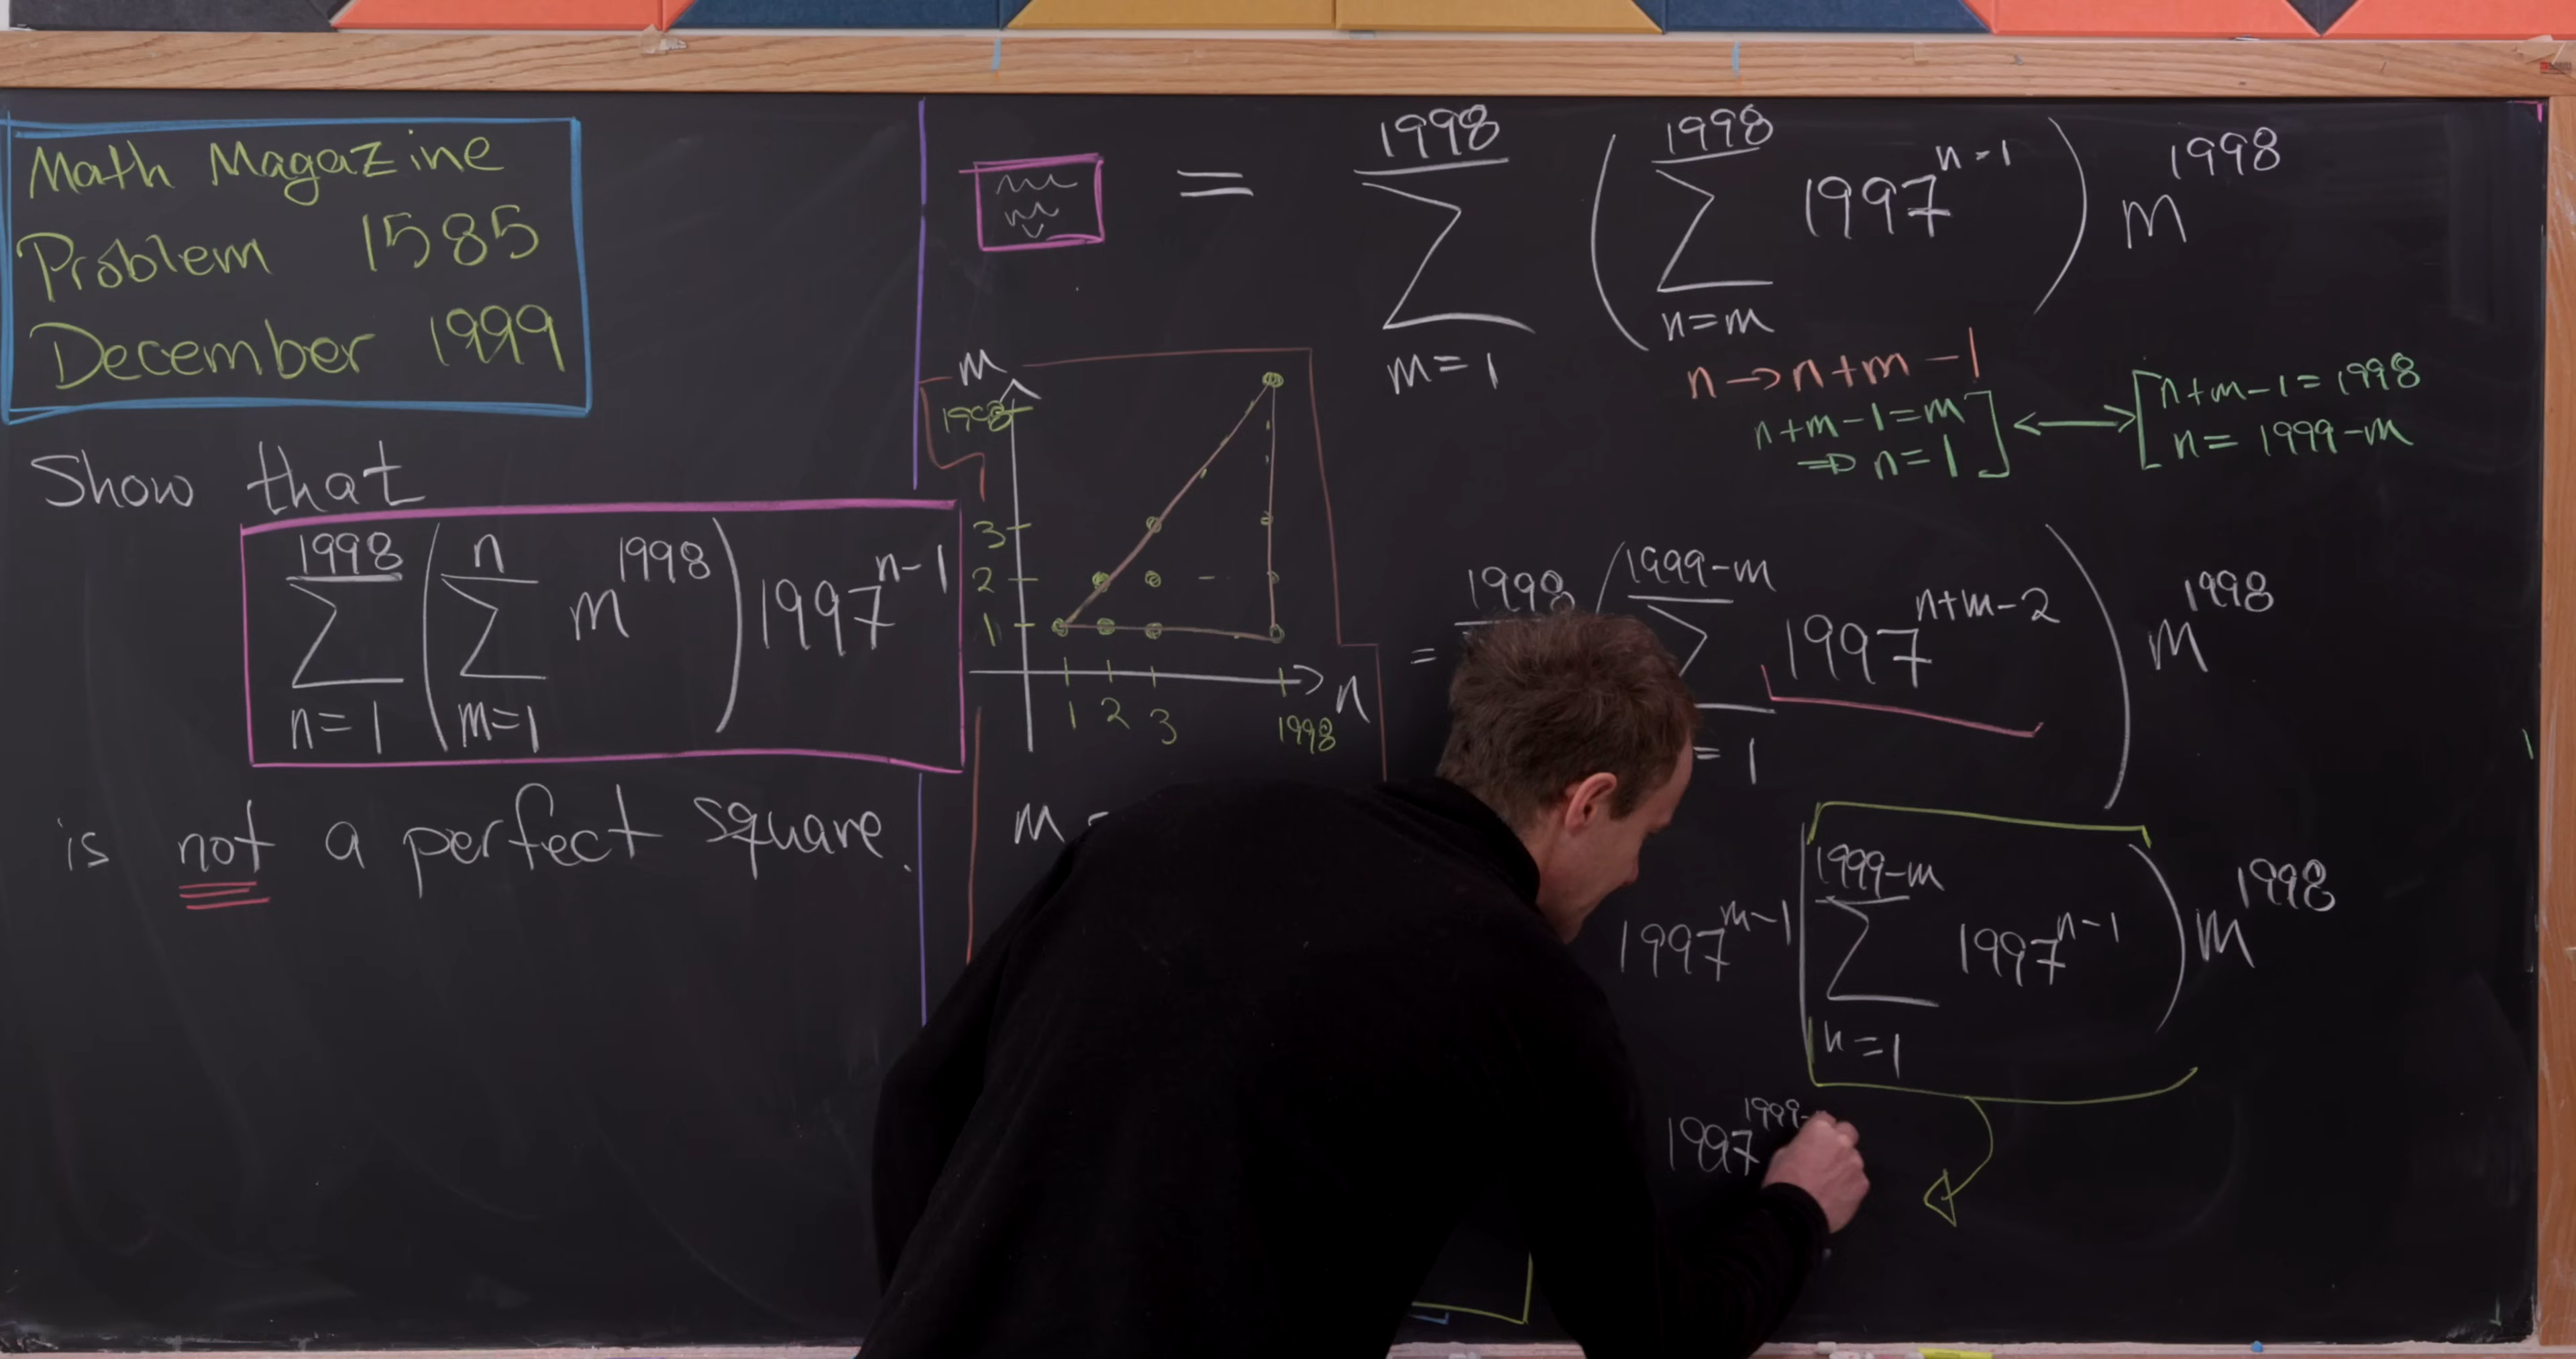 Math Magazine
Problem 1585
December 1999
Show that
∑_{n=1}^{1998} ( ∑_{m=1}^{n} m^{1998} ) 1997^{n-1}
is not a perfect square.
= ∑_{m=1}^{1998} ( ∑_{n=m}^{1998} 1997^{n-1} ) m^{1998}
n → n+m-1
n+m-1=m
⇒ n=1 ] ⟷ [ n+m-1=1998
n= 1999-m
m
1998
3
2
1
1 2 3 1998
n
= 1998 ( ∑^{1999-m} 1997^{n+m-2} ) m^{1998}
= 1
m -
1997^{m-1} ( ∑_{n=1}^{1999-m} 1997^{n-1} ) m^{1998}
1997^{1999-